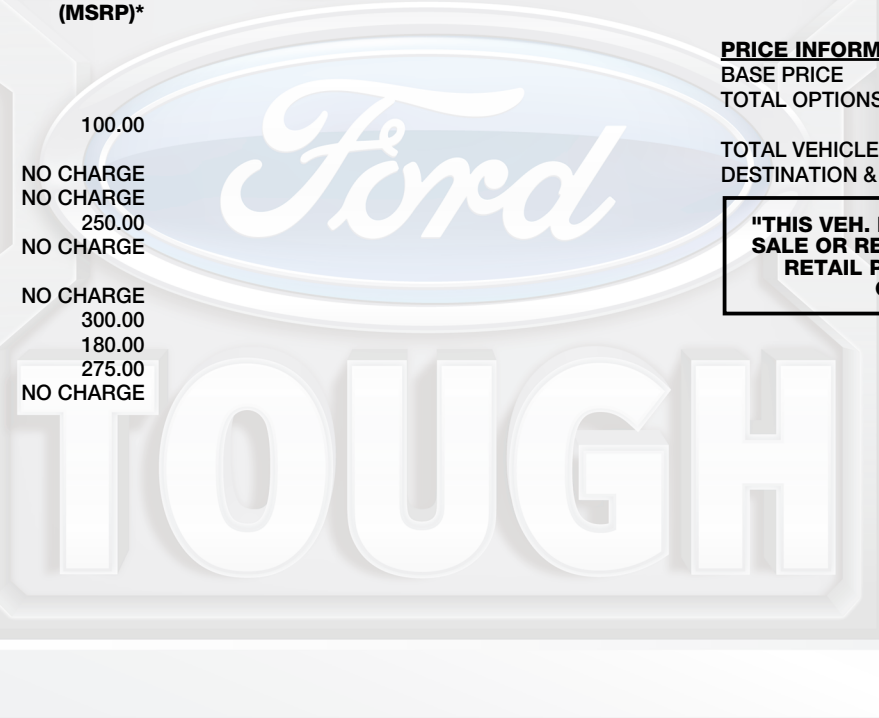 (MSRP)*
100.00
NO CHARGE
NO CHARGE
250.00
NO CHARGE
NO CHARGE
300.00
180.00
275.00
NO CHARGE
PRICE INFORM
BASE PRICE
TOTAL OPTIONS
TOTAL VEHICLE
DESTINATION &
"THIS VEH.
SALE OR RE
RETAIL P
Ford
TOUGH